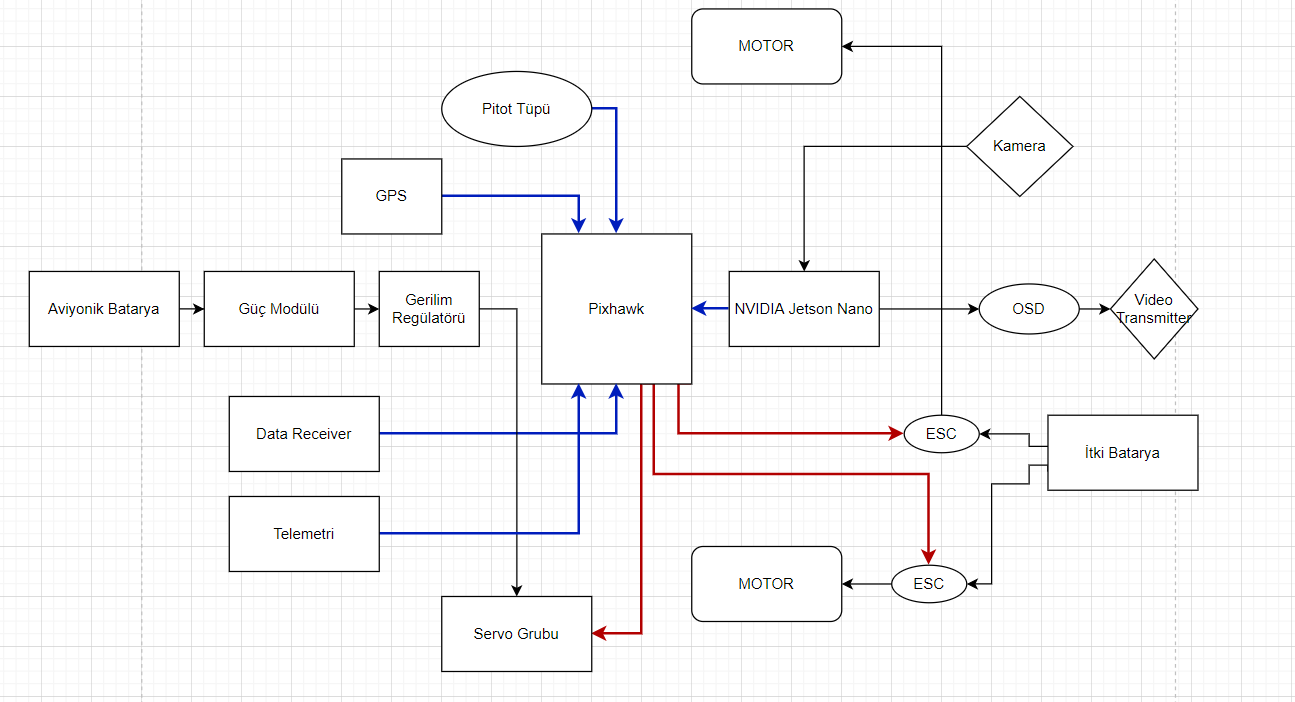 MOTOR
Pitot Tüpü
Kamera
GPS
Aviyonik Batarya
Güç Modülü
Gerilim
Regülatörü
Pixhawk
NVIDIA Jetson Nano
OSD
Video
Transmitter
Data Receiver
ESC
İtki Batarya
Telemetri
MOTOR
ESC
Servo Grubu